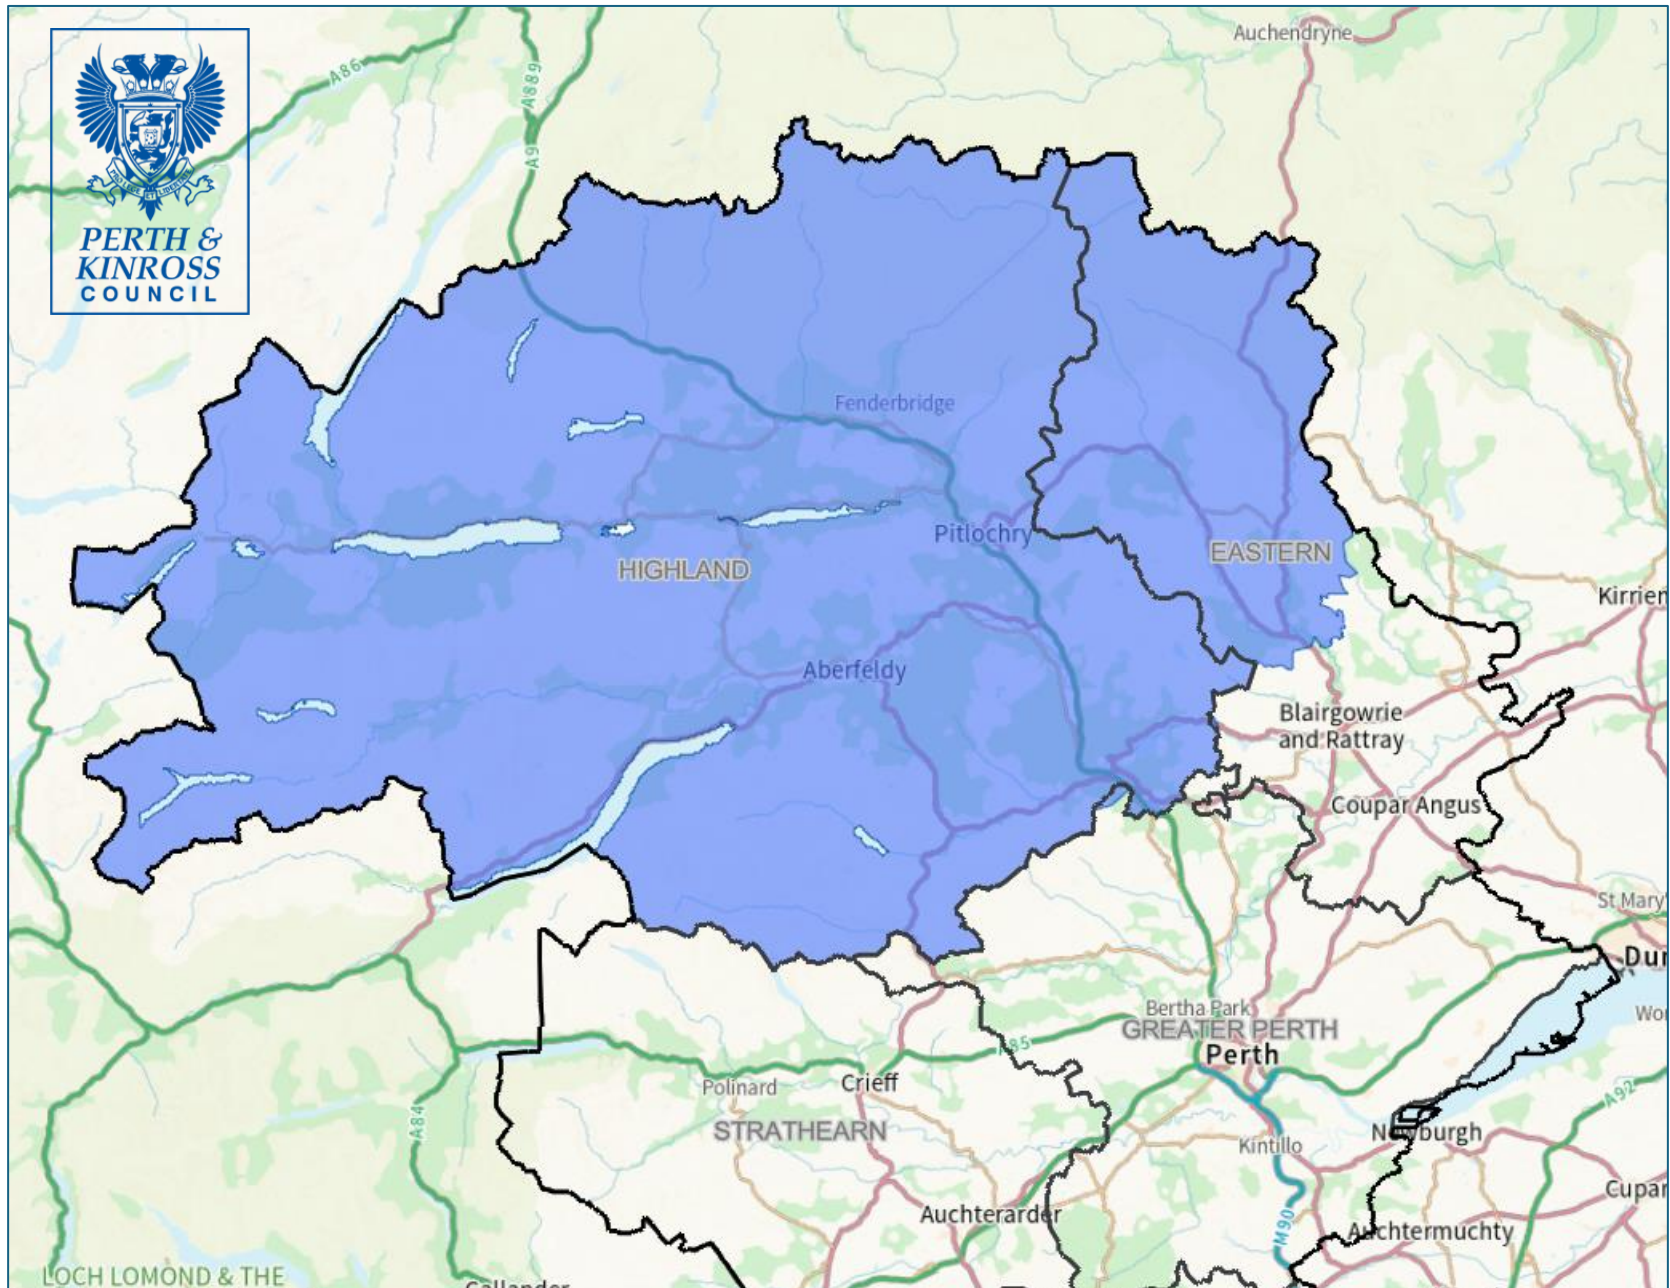 Auchendryne
A86
A889
A9
PERTH &
KINROSS
COUNCIL
Fenderbridge
Pitlochry
HIGHLAND
EASTERN
Kirriem
Aberfeldy
Blairgowrie
and Rattray
Coupar Angus
St Mary'
Dun
Bertha Park
GREATER PERTH
Perth
A85
Polinard
Crieff
STRATHEARN
A84
A92
Newburgh
Kintillo
Cupar
Auchterarder
M90
Auchtermuchty
LOCH LOMOND & THE
Callander